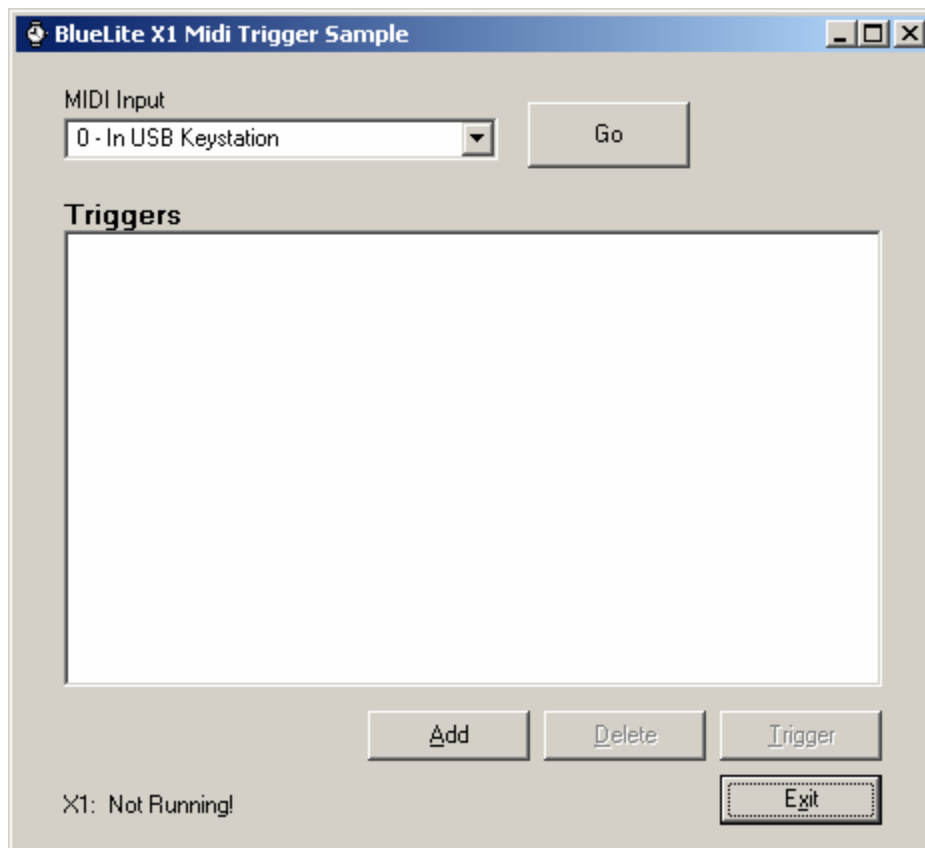 BlueLite X1 Midi Trigger Sample
MIDI Input
0 - In USB Keystation
Go
Triggers
Add
Delete
Trigger
X1: Not Running!
Exit